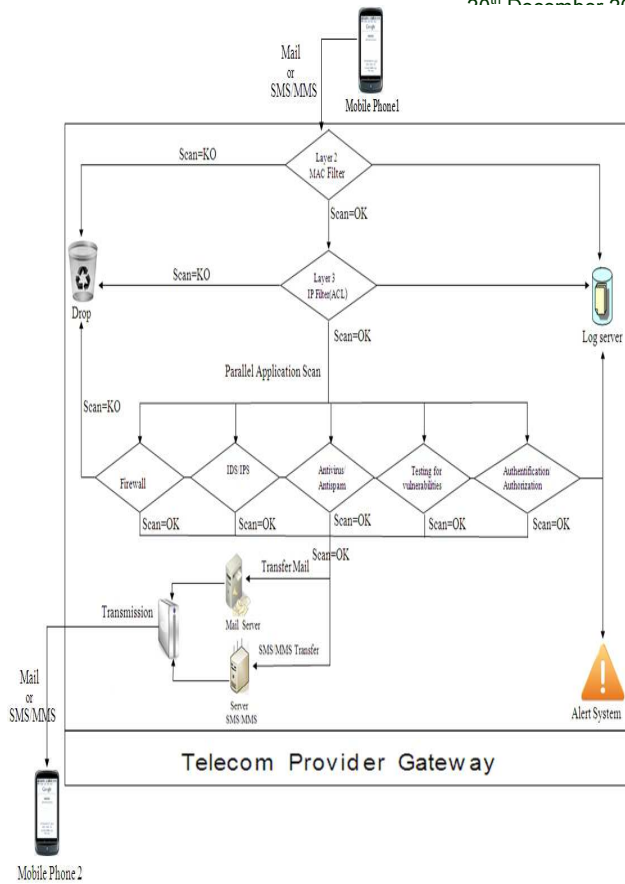 Mail
or
SMS/MMS
Mobile Phone1
Scan=KO
Layer 2
MAC Filter
Scan=OK
Scan=KO
Layer 3
IP Filter(ACL)
Drop
Log server
Scan=OK
Parallel Application Scan
Scan=KO
Firewall
IDS/IPS
Antivirus/
Antispam
Testing for
vulnerabilities
Authentification/
Authorization
Scan=OK
Scan=OK
Scan=OK
Scan=OK
Scan=OK
Scan=OK
Transfer Mail
Transmission
Mail Server
SMS/MMS Transfer
Mail
or
SMS/MMS
Server
SMS/MMS
Alert System
Telecom Provider Gateway
Mobile Phone 2